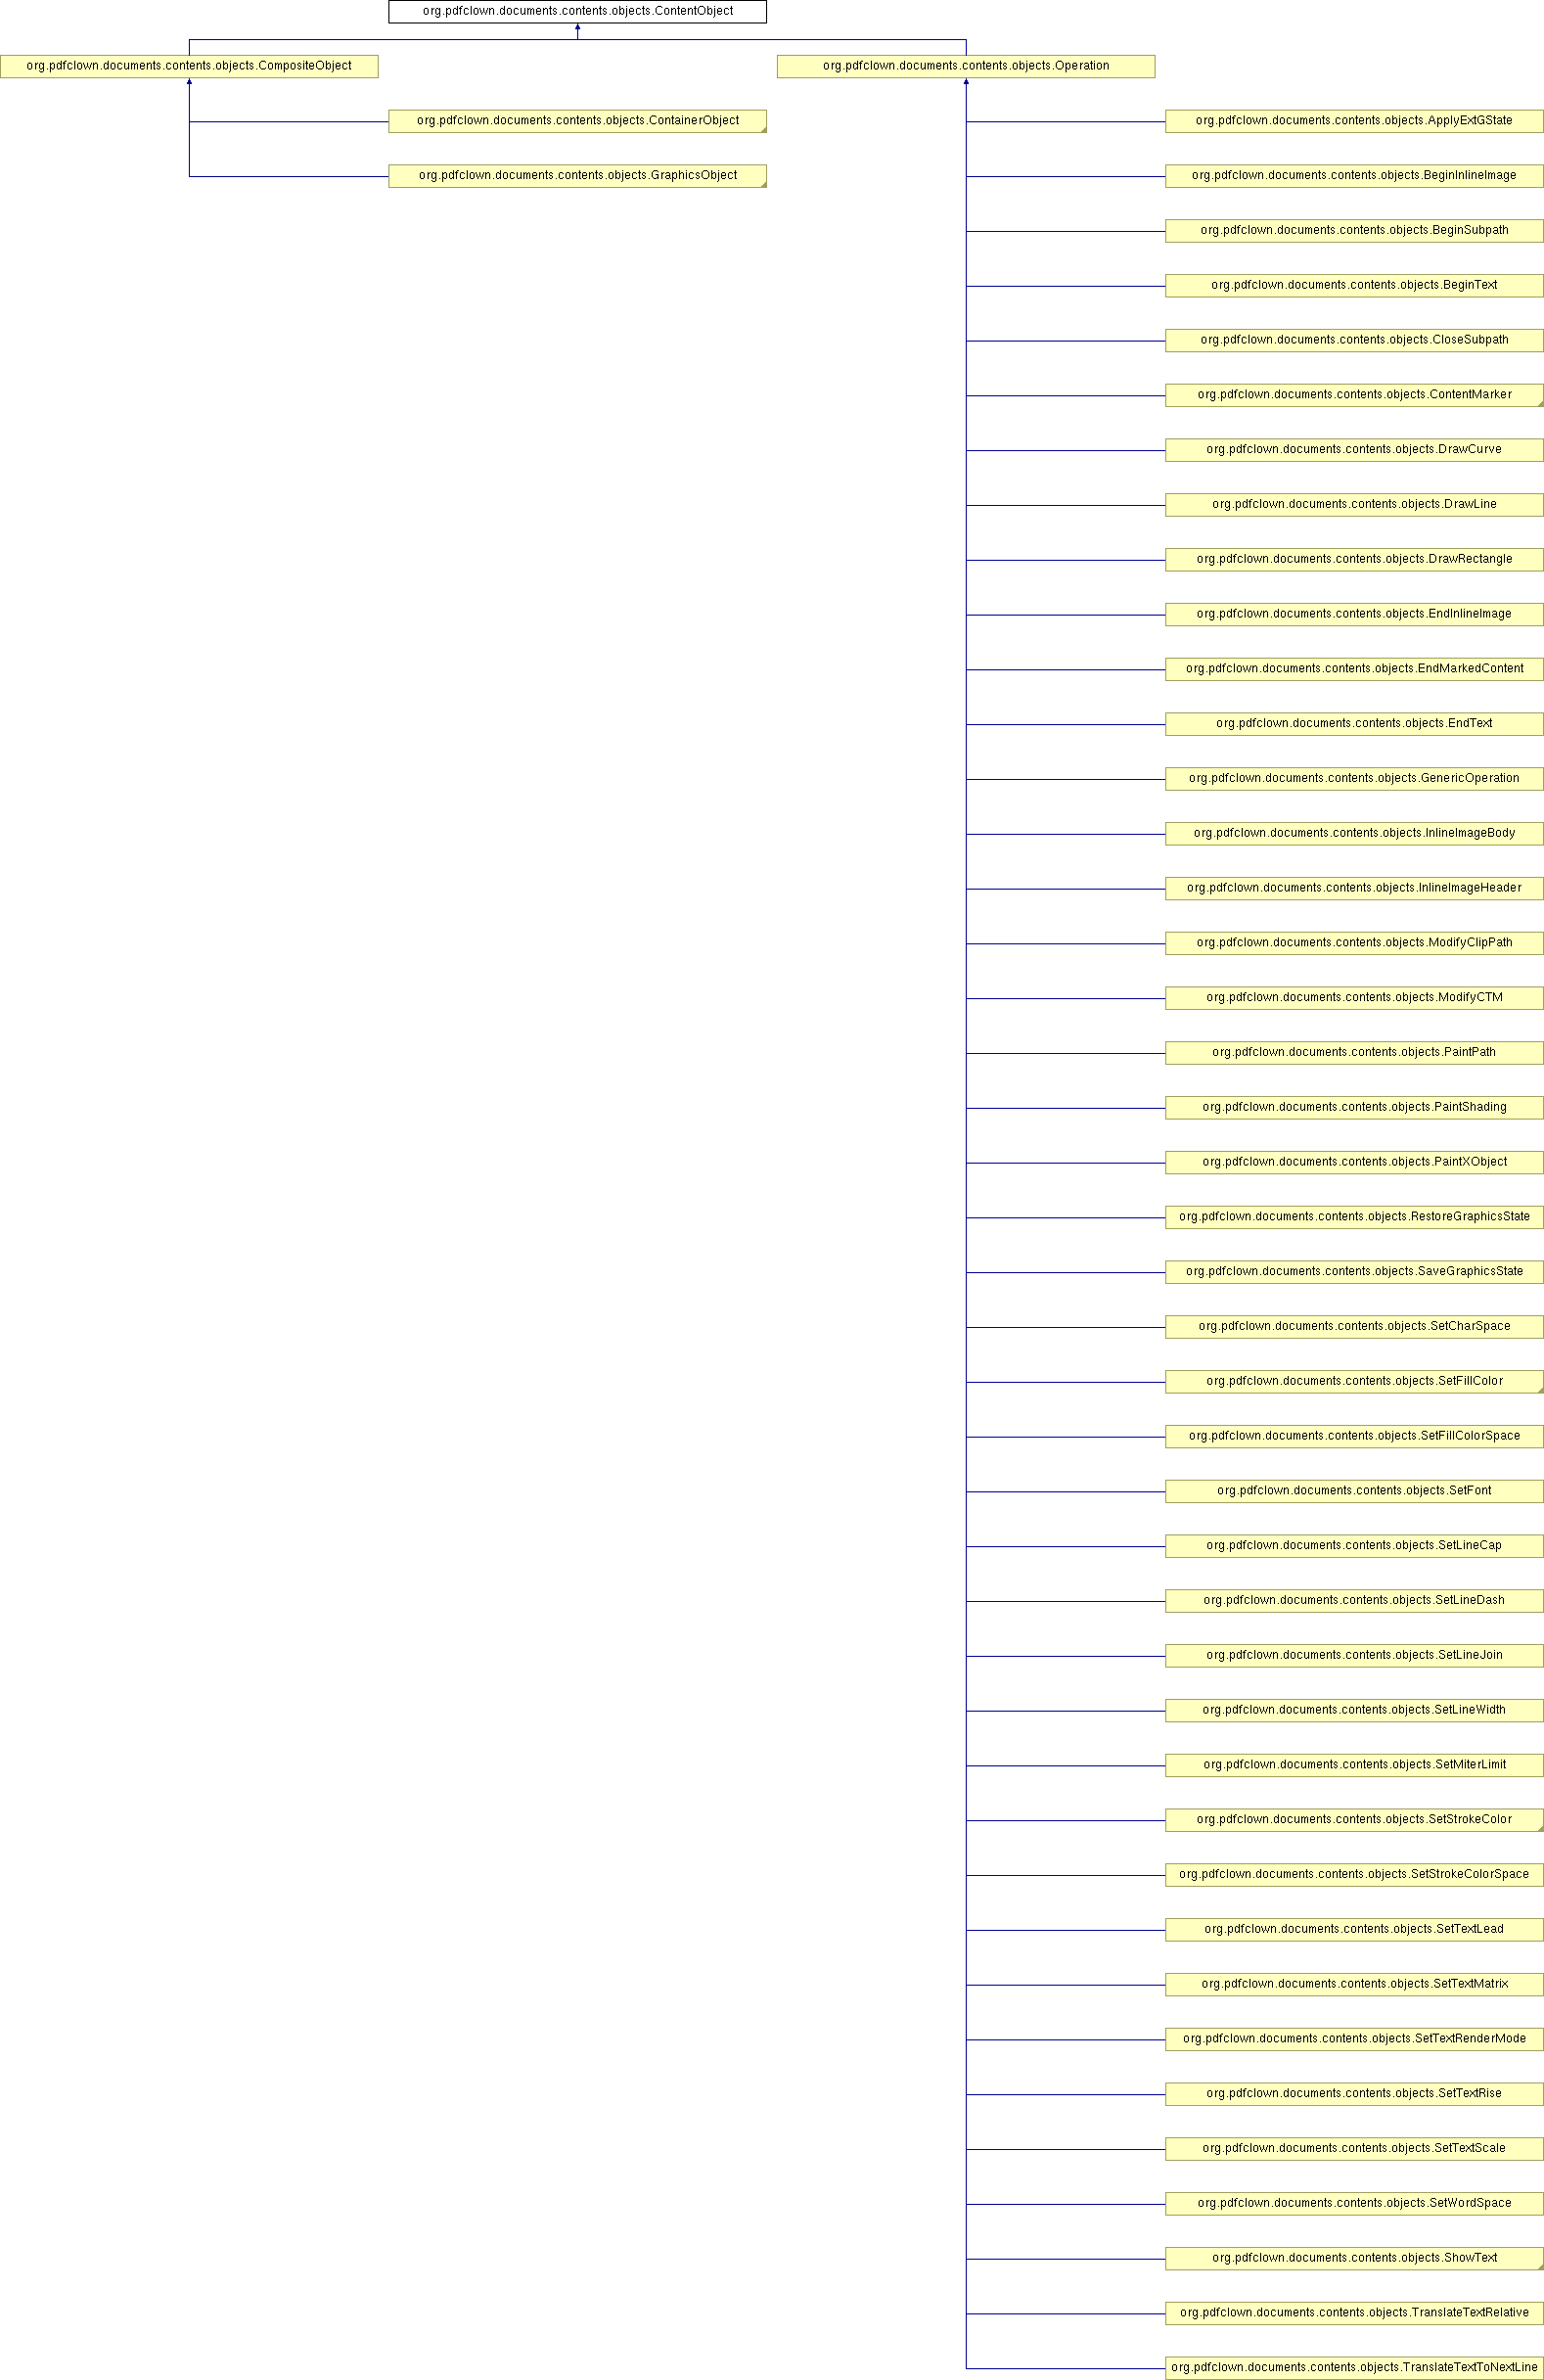 org.pdfclown.documents.contents.objects.ContentObject
org.pdfclown.documents.contents.objects.CompositeObject
org.pdfclown.documents.contents.objects.Operation
org.pdfclown.documents.contents.objects.ContainerObject
org.pdfclown.documents.contents.objects.ApplyExtGState
org.pdfclown.documents.contents.objects.GraphicsObject
org.pdfclown.documents.contents.objects.BeginInlineImage
org.pdfclown.documents.contents.objects.BeginSubpath
org.pdfclown.documents.contents.objects.BeginText
org.pdfclown.documents.contents.objects.CloseSubpath
org.pdfclown.documents.contents.objects.ContentMarker
org.pdfclown.documents.contents.objects.DrawCurve
org.pdfclown.documents.contents.objects.DrawLine
org.pdfclown.documents.contents.objects.DrawRectangle
org.pdfclown.documents.contents.objects.EndInlineImage
org.pdfclown.documents.contents.objects.EndMarkedContent
org.pdfclown.documents.contents.objects.EndText
org.pdfclown.documents.contents.objects.GenericOperation
org.pdfclown.documents.contents.objects.InlineImageBody
org.pdfclown.documents.contents.objects.InlineImageHeader
org.pdfclown.documents.contents.objects.ModifyClipPath
org.pdfclown.documents.contents.objects.ModifyCTM
org.pdfclown.documents.contents.objects.PaintPath
org.pdfclown.documents.contents.objects.PaintShading
org.pdfclown.documents.contents.objects.PaintXObject
org.pdfclown.documents.contents.objects.RestoreGraphicsState
org.pdfclown.documents.contents.objects.SaveGraphicsState
org.pdfclown.documents.contents.objects.SetCharSpace
org.pdfclown.documents.contents.objects.SetFillColor
org.pdfclown.documents.contents.objects.SetFillColorSpace
org.pdfclown.documents.contents.objects.SetFont
org.pdfclown.documents.contents.objects.SetLineCap
org.pdfclown.documents.contents.objects.SetLineDash
org.pdfclown.documents.contents.objects.SetLineJoin
org.pdfclown.documents.contents.objects.SetLineWidth
org.pdfclown.documents.contents.objects.SetMiterLimit
org.pdfclown.documents.contents.objects.SetStrokeColor
org.pdfclown.documents.contents.objects.SetStrokeColorSpace
org.pdfclown.documents.contents.objects.SetTextLead
org.pdfclown.documents.contents.objects.SetTextMatrix
org.pdfclown.documents.contents.objects.SetTextRenderMode
org.pdfclown.documents.contents.objects.SetTextRise
org.pdfclown.documents.contents.objects.SetTextScale
org.pdfclown.documents.contents.objects.SetWordSpace
org.pdfclown.documents.contents.objects.ShowText
org.pdfclown.documents.contents.objects.TranslateTextRelative
org.pdfclown.documents.contents.objects.TranslateTextToNextLine